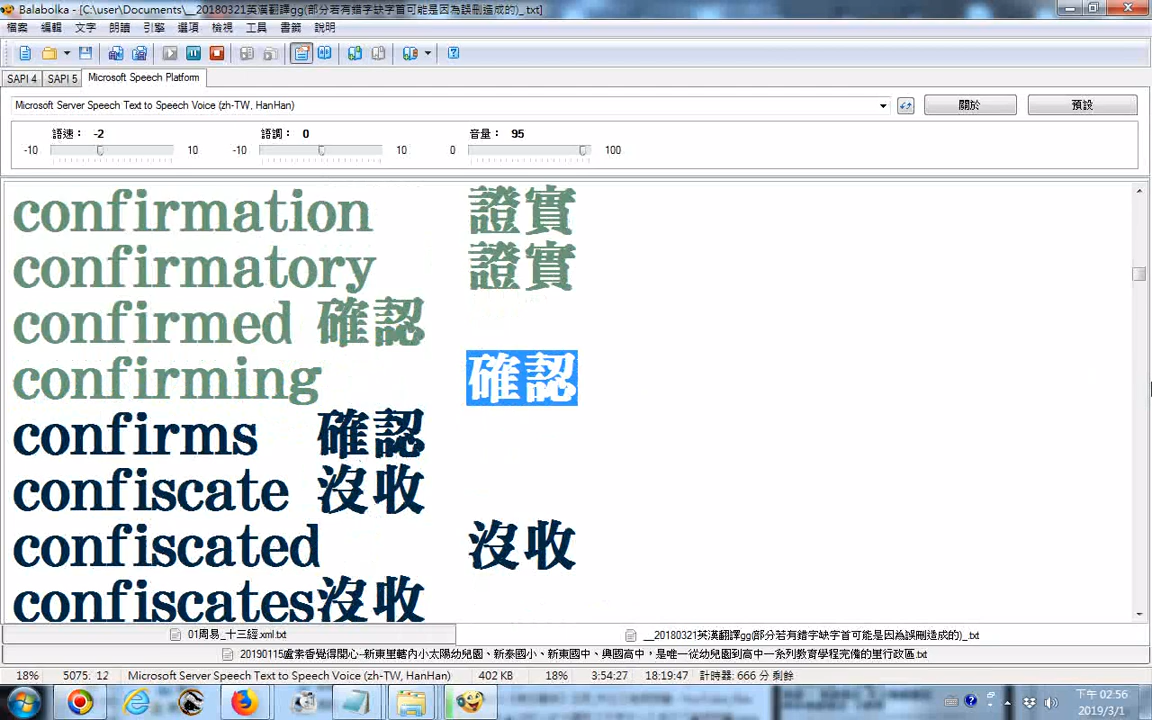 Balabolka - [C:\user\Documents\__20180321英漢翻譯gg(部分若有錯字缺字首可能是因為誤刪造成的)_.txt]
檔案 編輯 文字 朗讀 引擎 選項 檢視 工具 書籤 說明
SAPI 4 SAPI 5 Microsoft Speech Platform
Microsoft Server Speech Text to Speech Voice (zh-TW, HanHan) 關於 預設
語速： -2 語調： 0 音量： 95
-10 10 -10 10 0 100
confirmation 證實
confirmatory 證實
confirmed 確認
confirming 確認
confirms 確認
confiscate 沒收
confiscated 沒收
confiscates沒收
01周易_十三經.xml.txt __20180321英漢翻譯gg(部分若有錯字缺字首可能是因為誤刪造成的)_.txt
20190115盧素香覺得開心--新東里轄內小太陽幼兒園、新泰國小、新東國中、興國高中，是唯一從幼兒園到高中一系列教育學程完備的里行政區.txt
18% 5075: 12 Microsoft Server Speech Text to Speech Voice (zh-TW, HanHan) 402 KB 18% 3:54:27 18:19:47 計時器: 666 分 剩餘
下午 02:56
2019/3/1